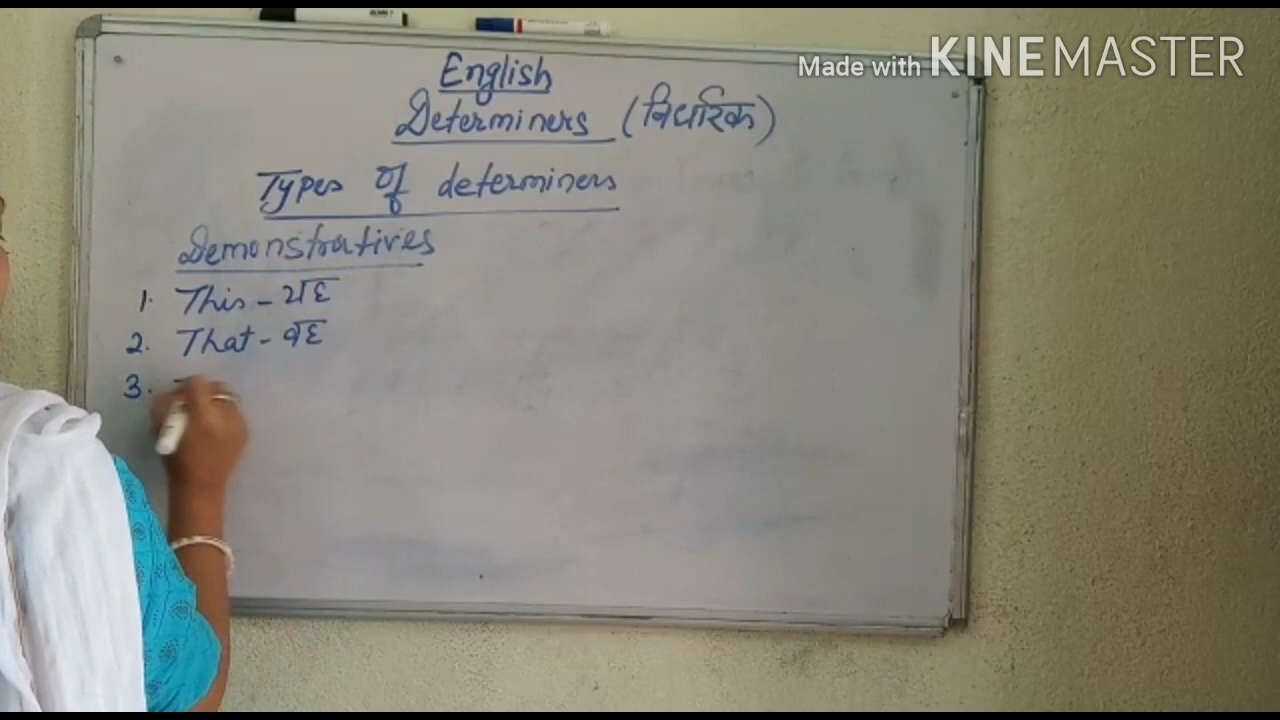 Made with KINEMASTER
English
Determiners (निर्धारक)
Types of determiners
Demonstratives
1. This - यह
2. That - वह
3.